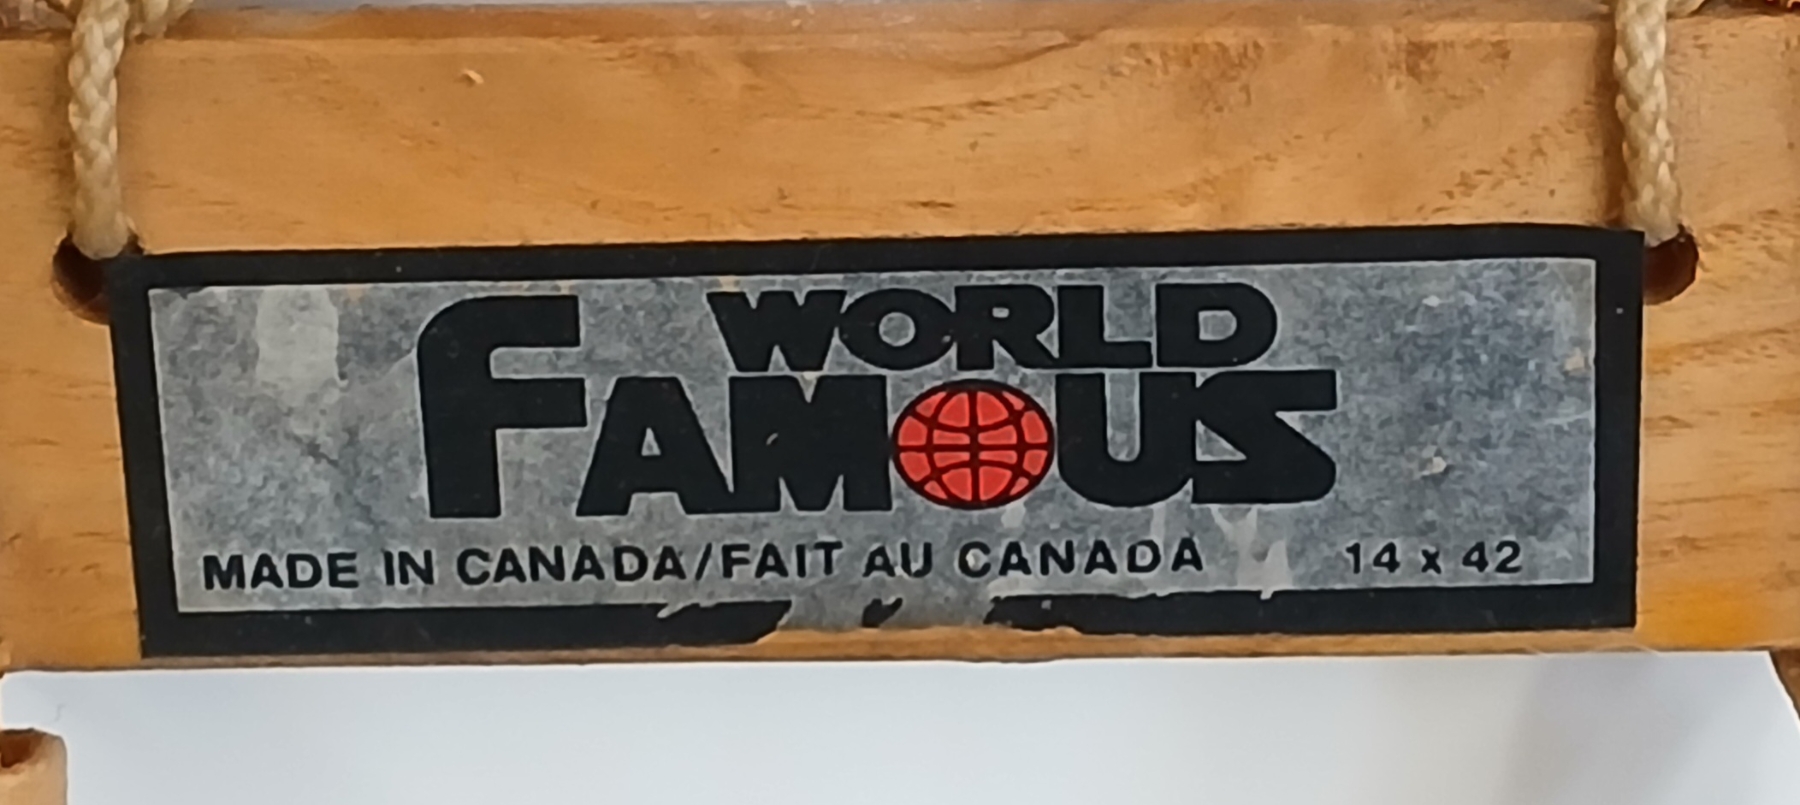 WORLD
FAMOUS
MADE IN CANADA/FAIT AU CANADA 14 x 42